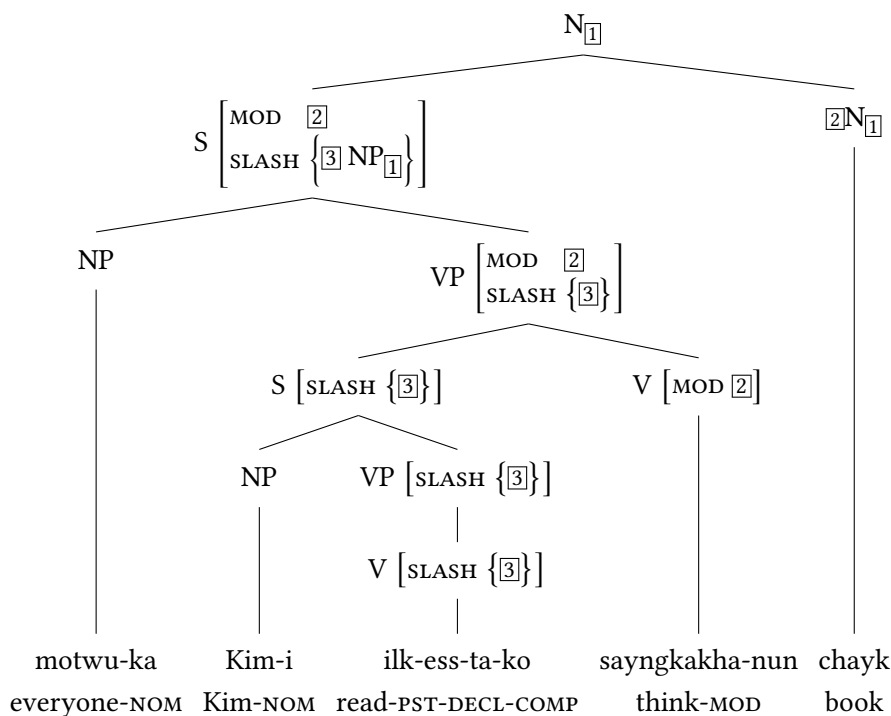 N1
S [MOD 2
SLASH {3 NP1}]
2N1
NP
VP [MOD 2
SLASH {3}]
S [SLASH {3}]
V [MOD 2]
NP
VP [SLASH {3}]
V [SLASH {3}]
motwu-ka Kim-i ilk-ess-ta-ko sayngkakha-nun chayk
everyone-NOM Kim-NOM read-PST-DECL-COMP think-MOD book